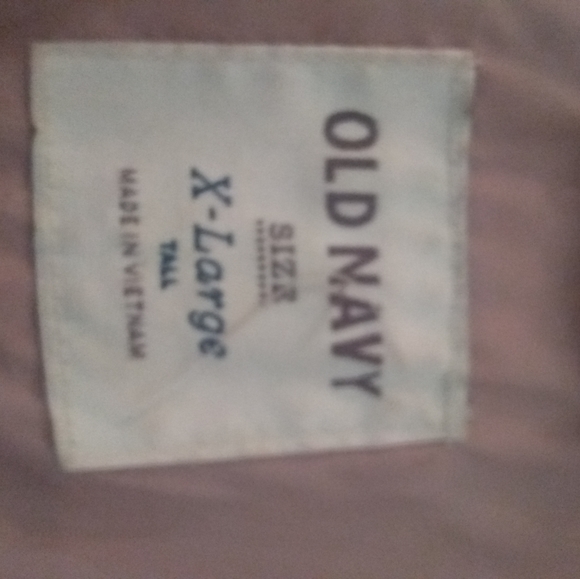 OLD NAVY
SIZE
X-Large
TALL
MADE IN VIETNAM